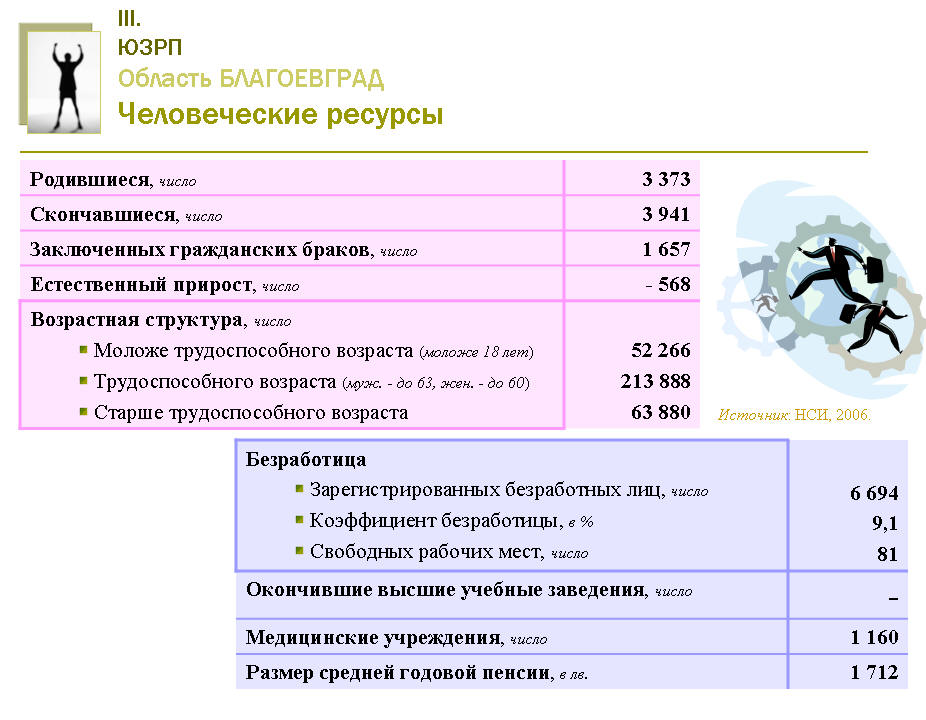 III.
ЮЗРП
Область БЛАГОЕВГРАД
Человеческие ресурсы
Родившиеся, число 3 373
Скончавшиеся, число 3 941
Заключенных гражданских браков, число 1 657
Естественный прирост, число - 568
Возрастная структура, число
Моложе трудоспособного возраста (моложе 18 лет) 52 266
Трудоспособного возраста (муж. - до 63, жен. - до 60) 213 888
Старше трудоспособного возраста 63 880
Источник: НСИ, 2006.
Безработица
Зарегистрированных безработных лиц, число 6 694
Коэффициент безработицы, в % 9,1
Свободных рабочих мест, число 81
Окончившие высшие учебные заведения, число –
Медицинские учреждения, число 1 160
Размер средней годовой пенсии, в лв. 1 712